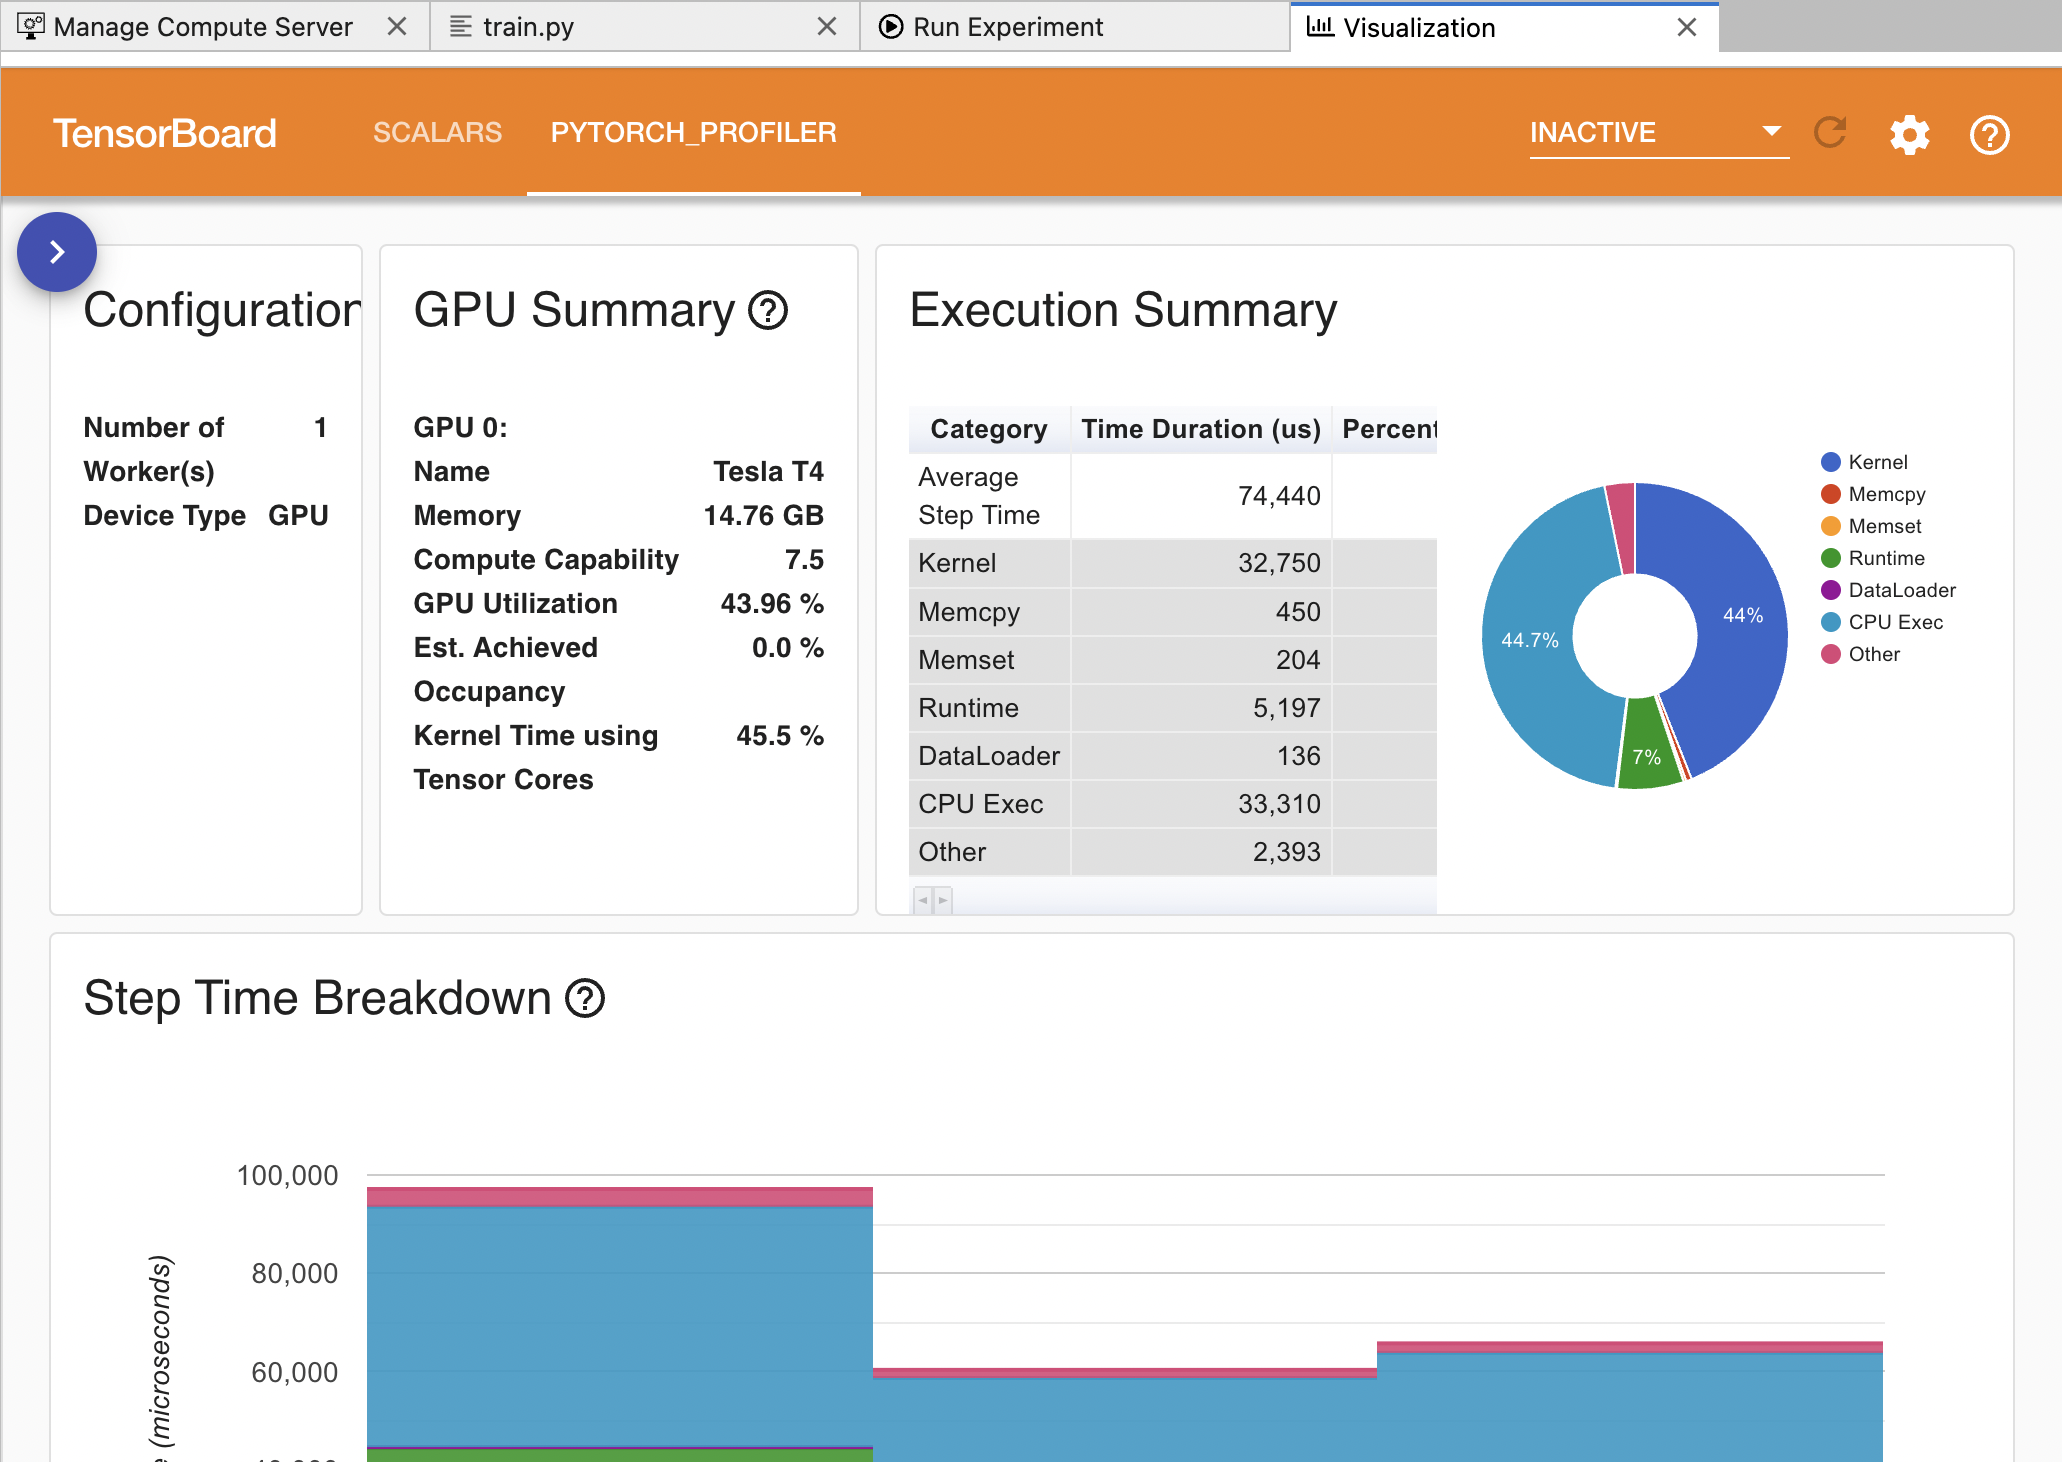 Manage Compute Server
train.py
Run Experiment
Visualization
TensorBoard
SCALARS
PYTORCH_PROFILER
INACTIVE
Configuration
Number of Worker(s) 1
Device Type GPU
GPU Summary
GPU 0:
Name Tesla T4
Memory 14.76 GB
Compute Capability 7.5
GPU Utilization 43.96 %
Est. Achieved 0.0 %
Occupancy
Kernel Time using 45.5 %
Tensor Cores
Execution Summary
Category Time Duration (us) Percent
Average Step Time 74,440
Kernel 32,750
Memcpy 450
Memset 204
Runtime 5,197
DataLoader 136
CPU Exec 33,310
Other 2,393
44%
44.7%
7%
Kernel
Memcpy
Memset
Runtime
DataLoader
CPU Exec
Other
Step Time Breakdown
100,000
80,000
60,000
(microseconds)